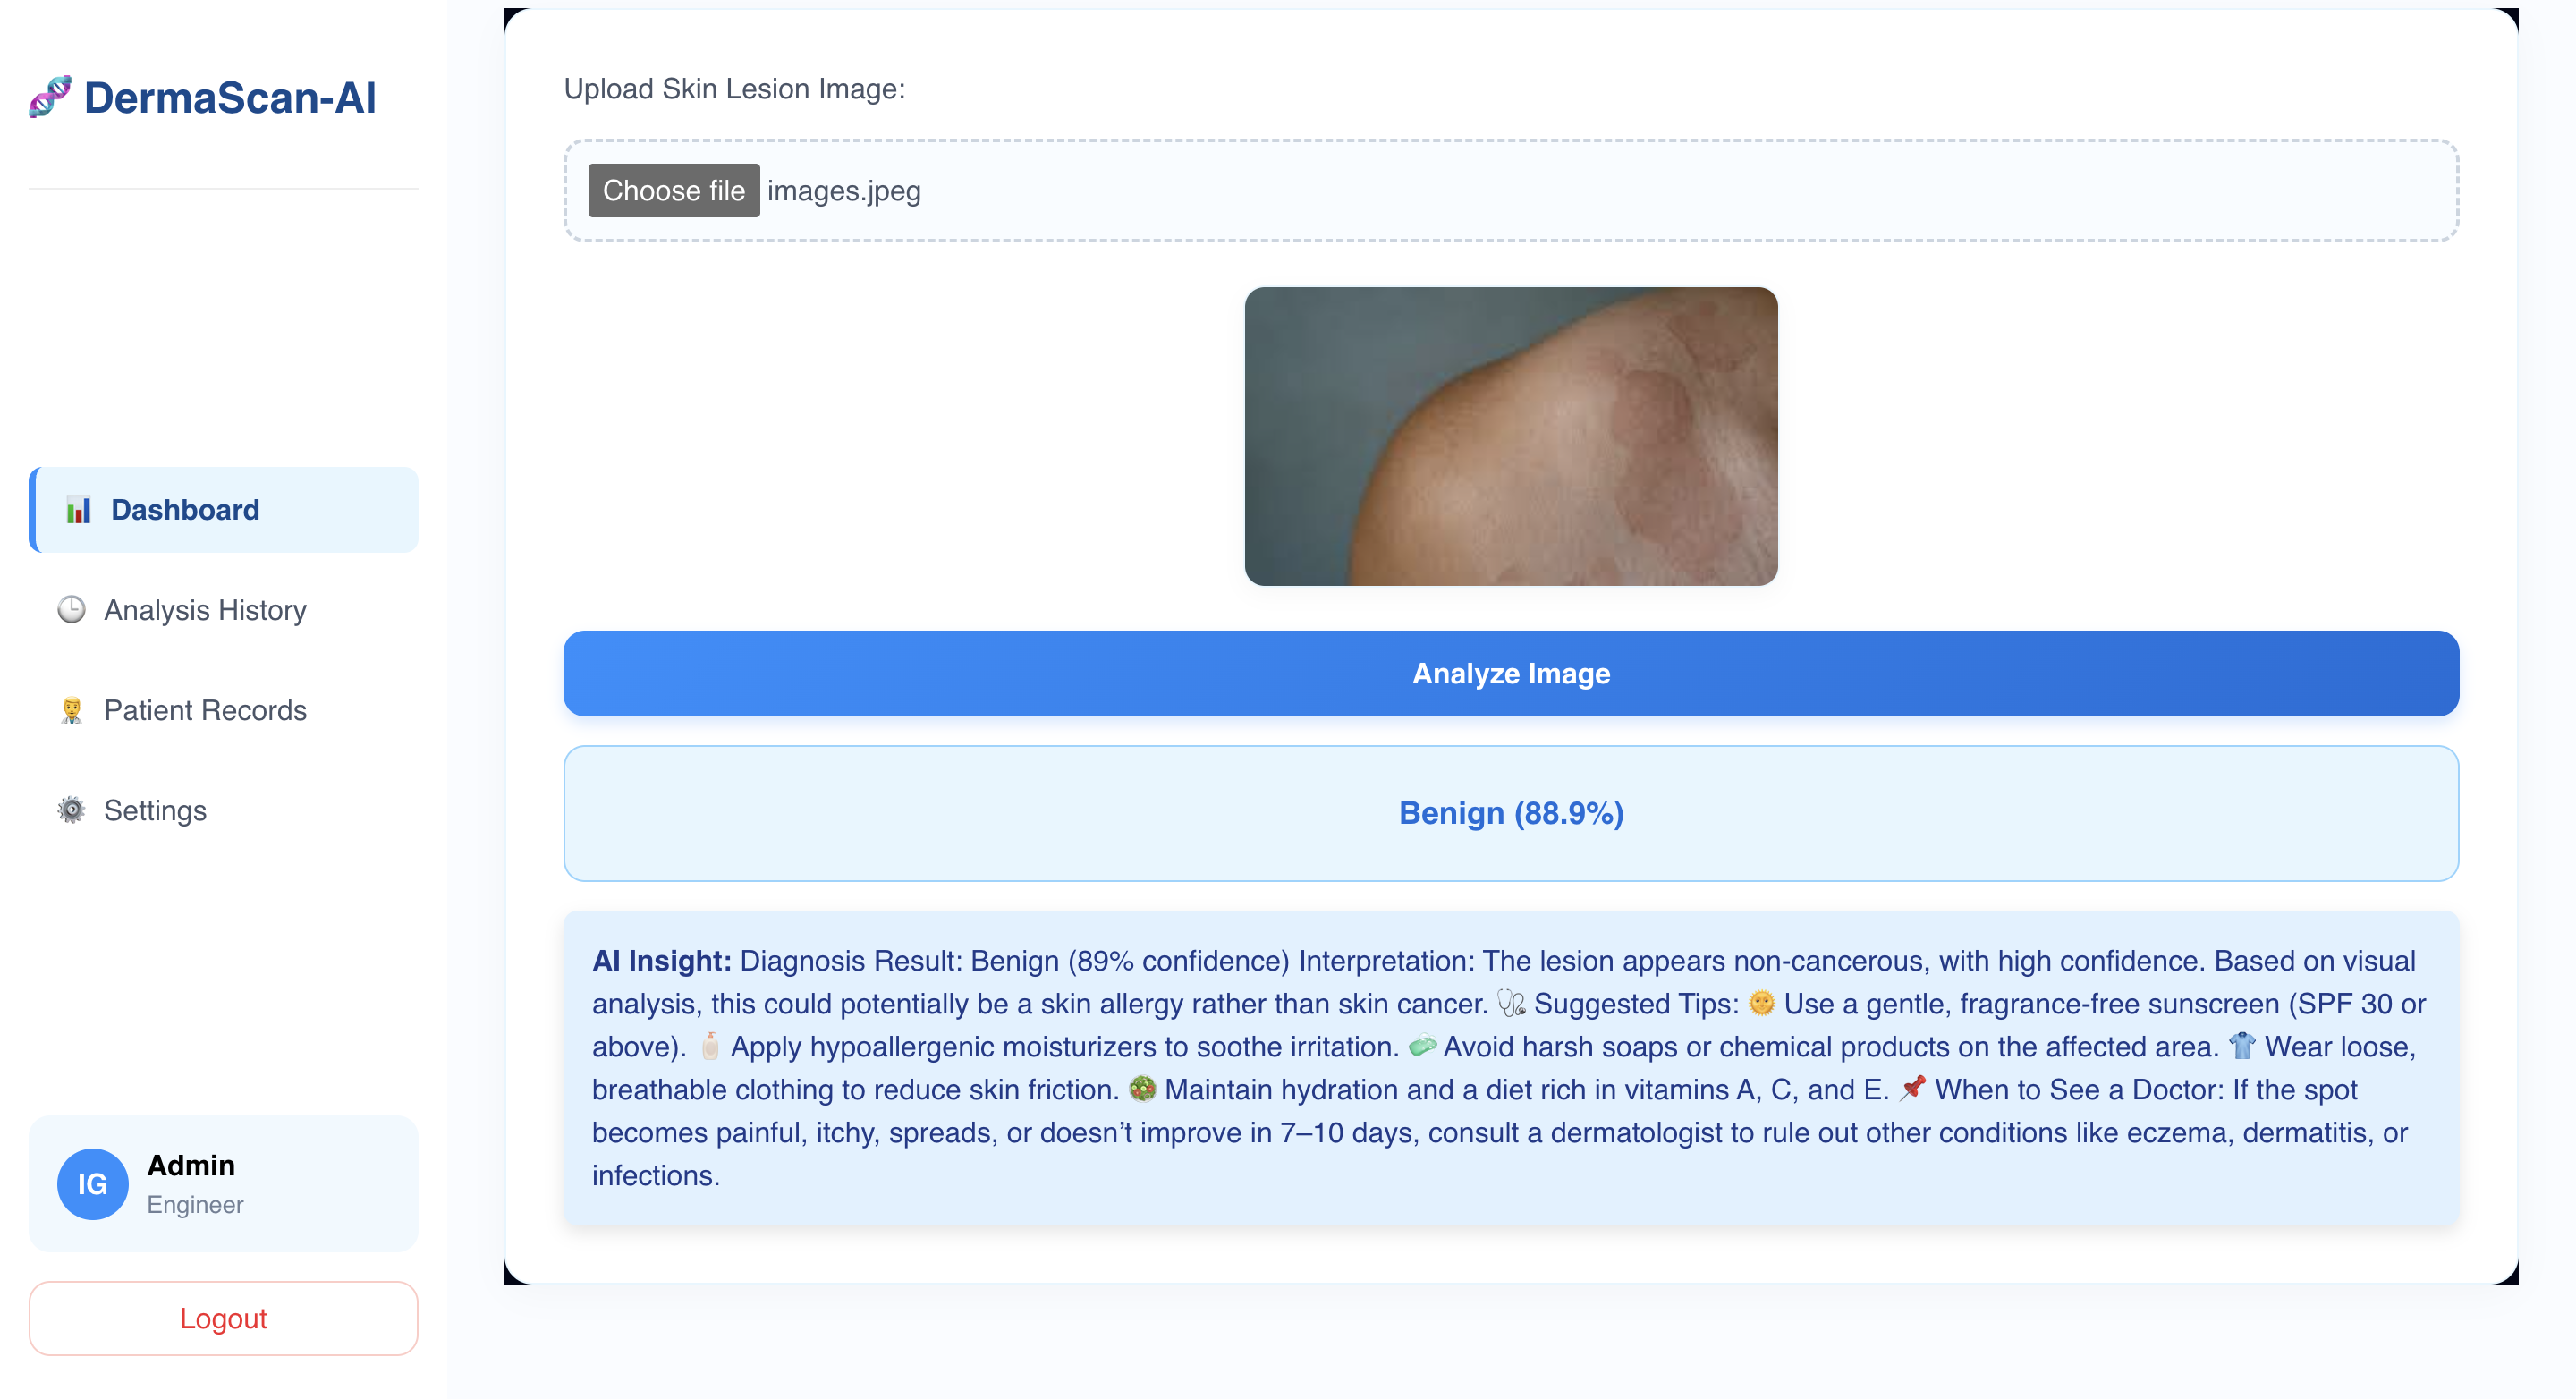 DermaScan-AI
Dashboard
Analysis History
Patient Records
Settings
IG
Admin
Engineer
Logout
Upload Skin Lesion Image:
Choose file images.jpeg
Analyze Image
Benign (88.9%)
AI Insight: Diagnosis Result: Benign (89% confidence) Interpretation: The lesion appears non-cancerous, with high confidence. Based on visual
analysis, this could potentially be a skin allergy rather than skin cancer. 🩺 Suggested Tips: 🌞 Use a gentle, fragrance-free sunscreen (SPF 30 or
above). 🧴 Apply hypoallergenic moisturizers to soothe irritation. 🧼 Avoid harsh soaps or chemical products on the affected area. 👕 Wear loose,
breathable clothing to reduce skin friction. 🥗 Maintain hydration and a diet rich in vitamins A, C, and E. 📌 When to See a Doctor: If the spot
becomes painful, itchy, spreads, or doesn’t improve in 7–10 days, consult a dermatologist to rule out other conditions like eczema, dermatitis, or
infections.